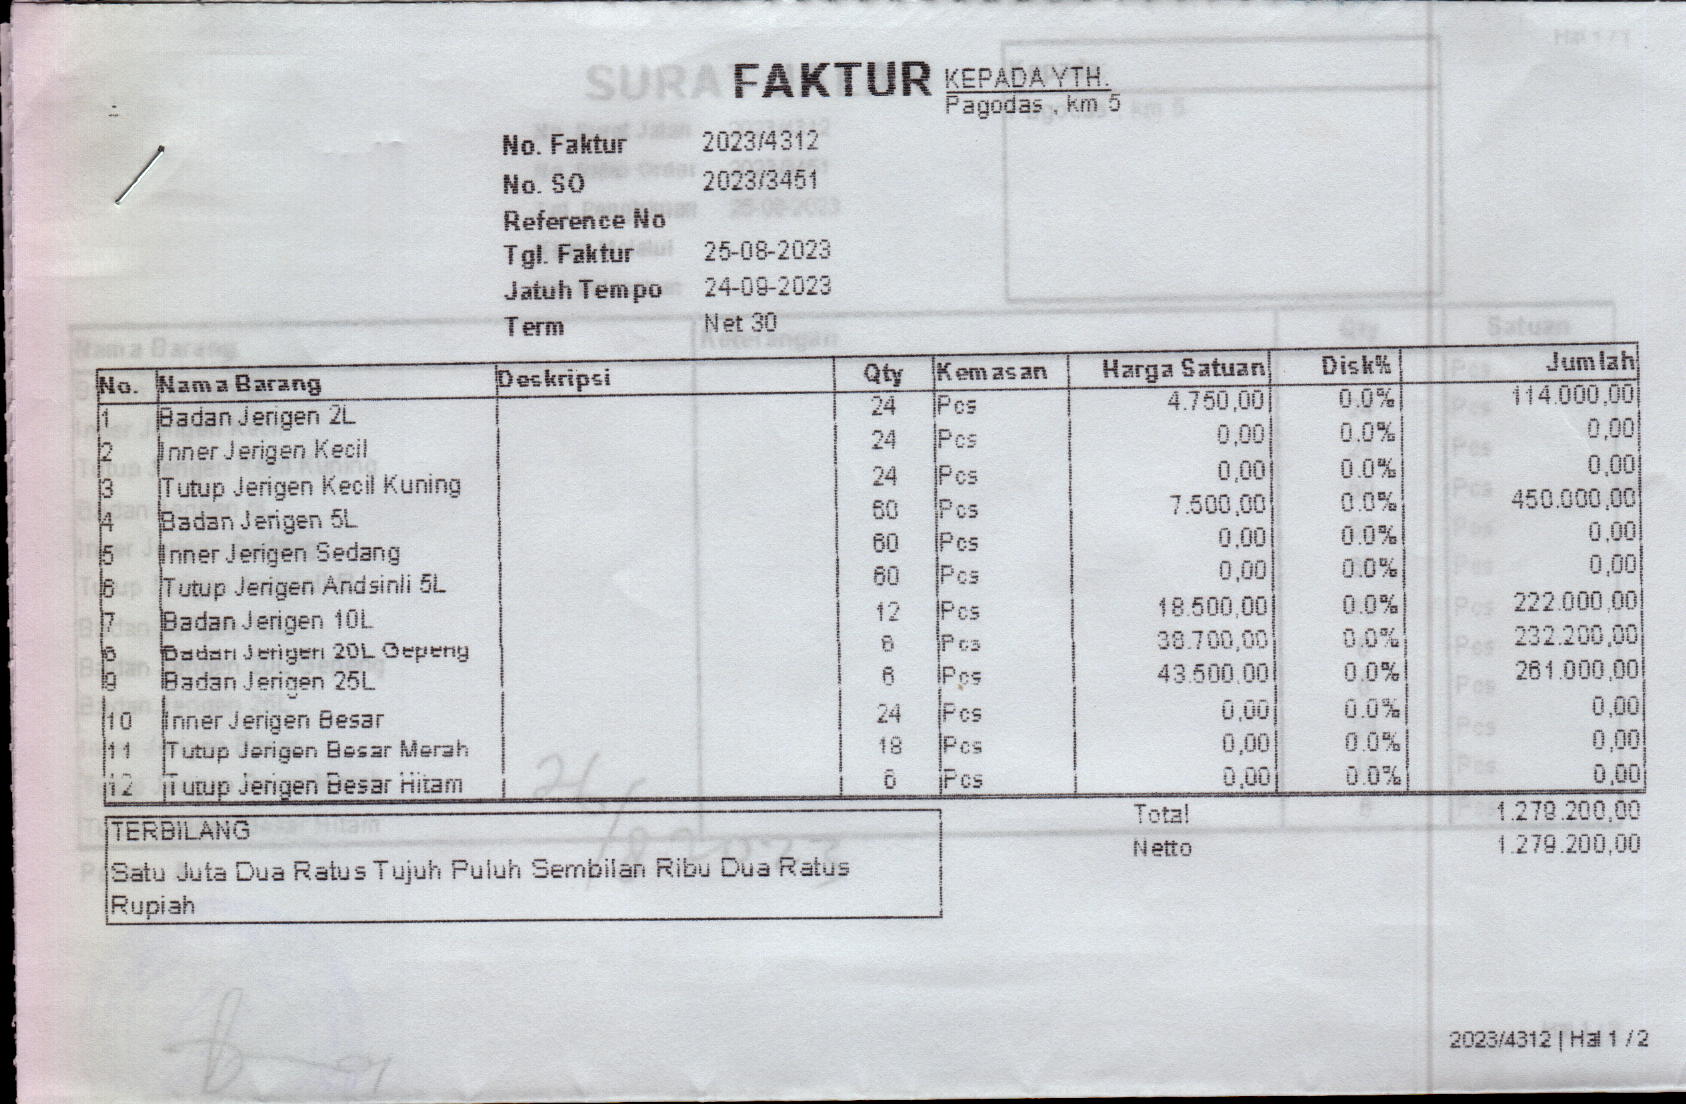 FAKTUR
KEPADA YTH.
Pagodas , km 5
No. Faktur 2023/4312
No. SO 2023/3451
Reference No
Tgl. Faktur 25-08-2023
Jatuh Tempo 24-09-2023
Term Net 30
No. Nama Barang Deskripsi Qty Kemasan Harga Satuan Disk% Jumlah
1 Badan Jerigen 2L 24 Pcs 4.750,00 0.0% 114.000,00
2 Inner Jerigen Kecil 24 Pcs 0,00 0.0% 0,00
3 Tutup Jerigen Kecil Kuning 24 Pcs 0,00 0.0% 0,00
4 Badan Jerigen 5L 60 Pcs 7.500,00 0.0% 450.000,00
5 Inner Jerigen Sedang 60 Pcs 0,00 0.0% 0,00
6 Tutup Jerigen Andsinli 5L 60 Pcs 0,00 0.0% 0,00
7 Badan Jerigen 10L 12 Pcs 18.500,00 0.0% 222.000,00
8 Badan Jerigen 20L Gepeng 6 Pcs 38.700,00 0.0% 232.200,00
9 Badan Jerigen 25L 6 Pcs 43.500,00 0.0% 261.000,00
10 Inner Jerigen Besar 24 Pcs 0,00 0.0% 0,00
11 Tutup Jerigen Besar Merah 18 Pcs 0,00 0.0% 0,00
12 Tutup Jerigen Besar Hitam 6 Pcs 0,00 0.0% 0,00
Total 1.279.200,00
Netto 1.279.200,00
TERBILANG
Satu Juta Dua Ratus Tujuh Puluh Sembilan Ribu Dua Ratus
Rupiah
2023/4312 | Hal 1 / 2